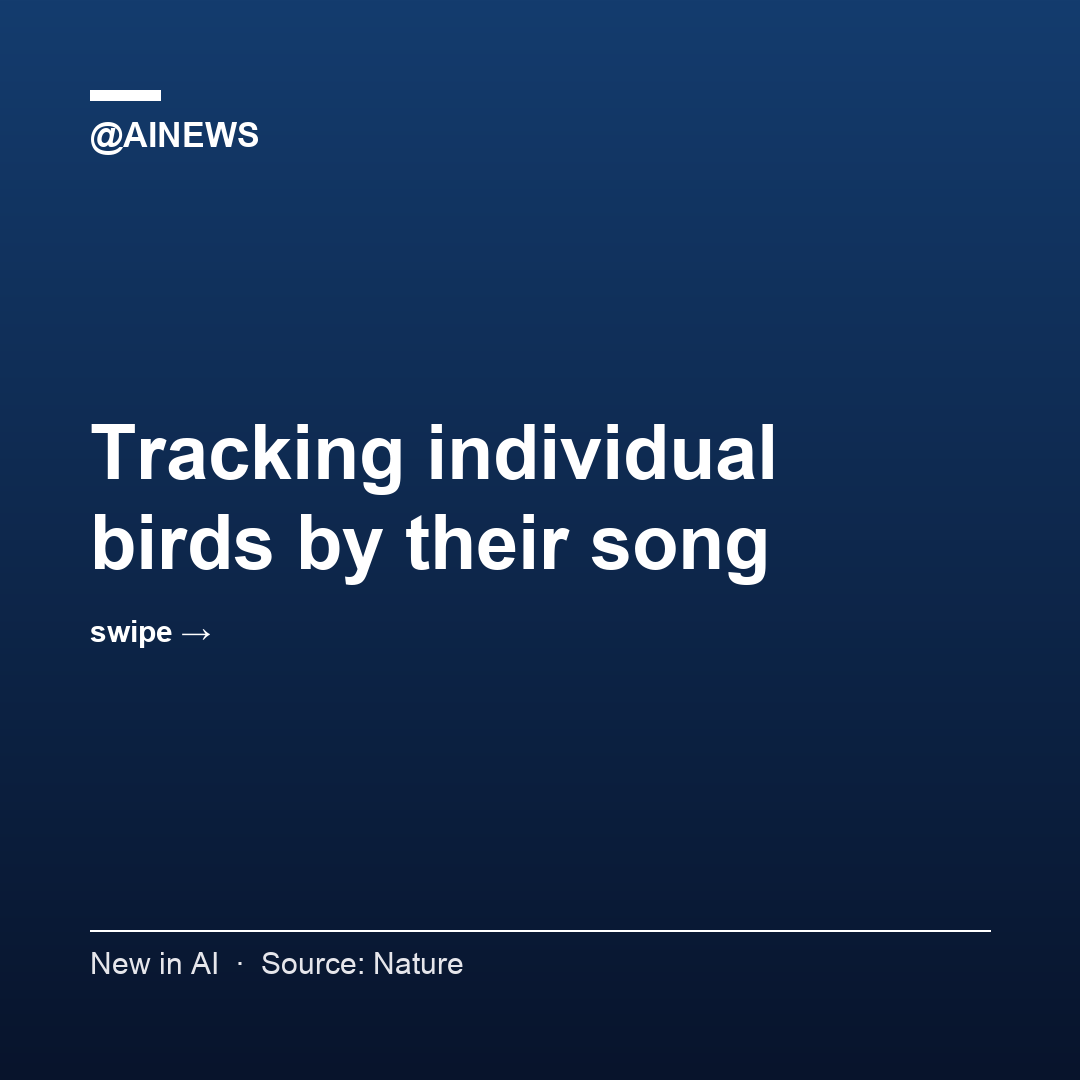 @AINEWS
Tracking individual
birds by their song
swipe →
New in AI · Source: Nature